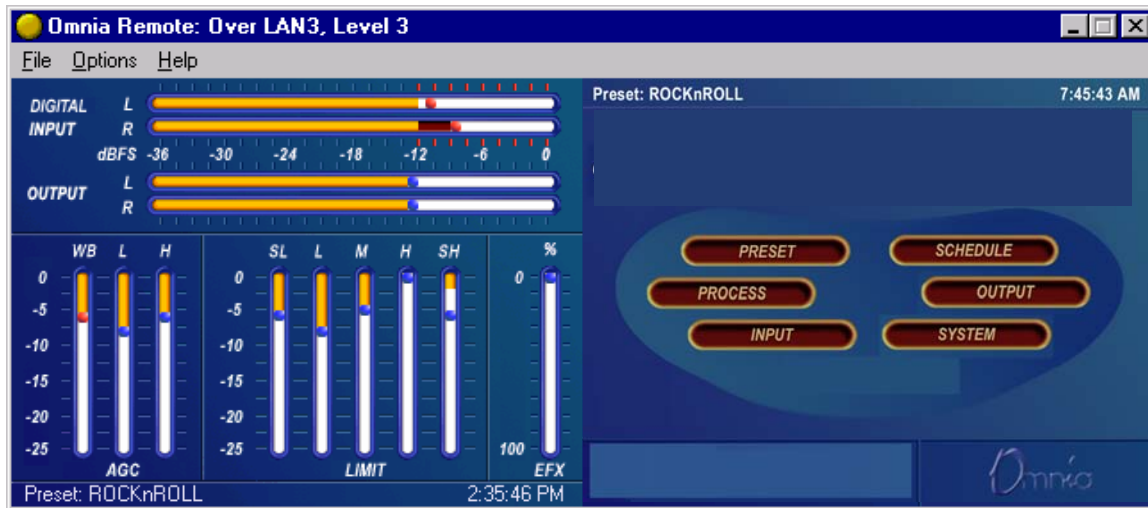 Omnia Remote: Over LAN3, Level 3
File Options Help
DIGITAL L
INPUT R
dBFS -36 -30 -24 -18 -12 -6 0
OUTPUT L
R
WB L H
0
-5
-10
-15
-20
-25
AGC
SL L M H SH
0
-5
-10
-15
-20
-25
LIMIT
%
0
100
EFX
Preset: ROCKnROLL 2:35:46 PM
Preset: ROCKnROLL 7:45:43 AM
PRESET SCHEDULE
PROCESS OUTPUT
INPUT SYSTEM
Omnia